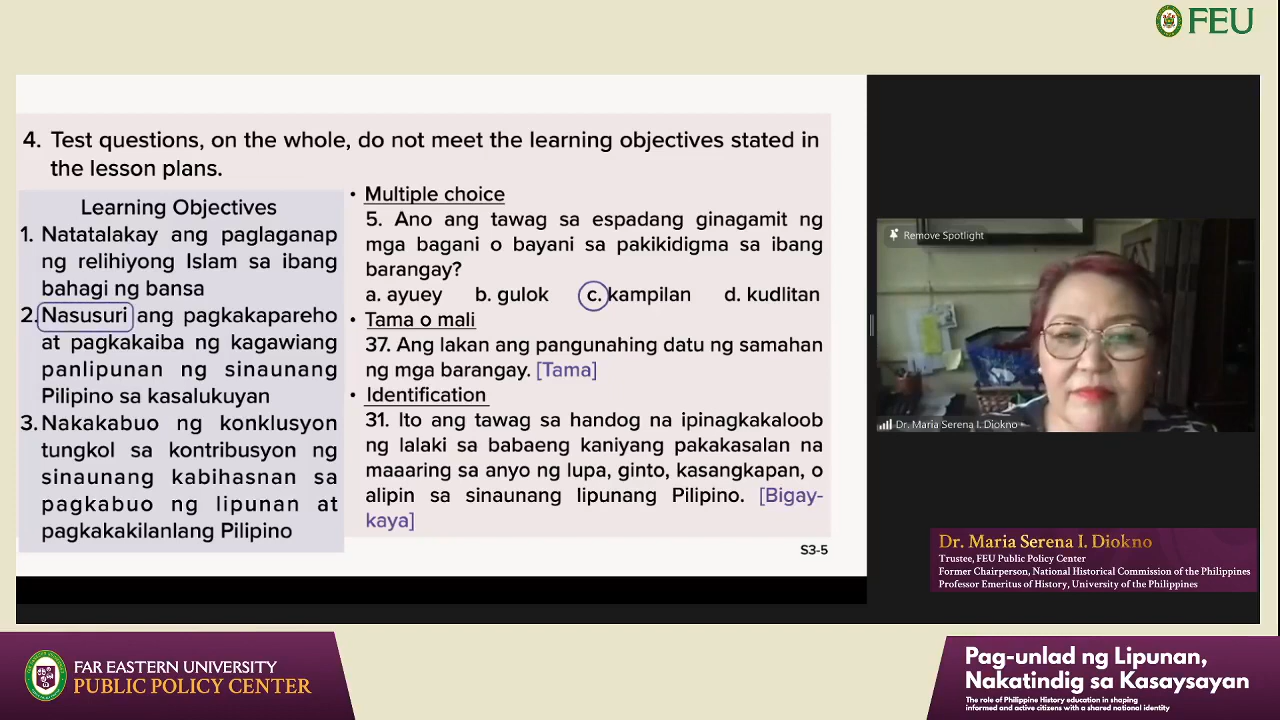 FEU
4. Test questions, on the whole, do not meet the learning objectives stated in
the lesson plans.
Learning Objectives
1. Natatalakay ang paglaganap
ng relihiyong Islam sa ibang
bahagi ng bansa
2. Nasusuri ang pagkakapareho
at pagkakaiba ng kagawiang
panlipunan ng sinaunang
Pilipino sa kasalukuyan
3. Nakakabuo ng konklusyon
tungkol sa kontribusyon ng
sinaunang kabihasnan sa
pagkabuo ng lipunan at
pagkakakilanlang Pilipino
• Multiple choice
5. Ano ang tawag sa espadang ginagamit ng
mga bagani o bayani sa pakikidigma sa ibang
barangay?
a. ayuey b. gulok c. kampilan d. kudlitan
• Tama o mali
37. Ang lakan ang pangunahing datu ng samahan
ng mga barangay. [Tama]
• Identification
31. Ito ang tawag sa handog na ipinagkakaloob
ng lalaki sa babaeng kaniyang pakakasalan na
maaaring sa anyo ng lupa, ginto, kasangkapan, o
alipin sa sinaunang lipunang Pilipino. [Bigay-
kaya]
S3-5
Remove Spotlight
Dr. Maria Serena I. Diokno
Dr. Maria Serena I. Diokno
Trustee, FEU Public Policy Center
Former Chairperson, National Historical Commission of the Philippines
Professor Emeritus of History, University of the Philippines
FAR EASTERN UNIVERSITY
PUBLIC POLICY CENTER
Pag-unlad ng Lipunan,
Nakatindig sa Kasaysayan
The role of Philippine History education in shaping
informed and active citizens with a shared national identity